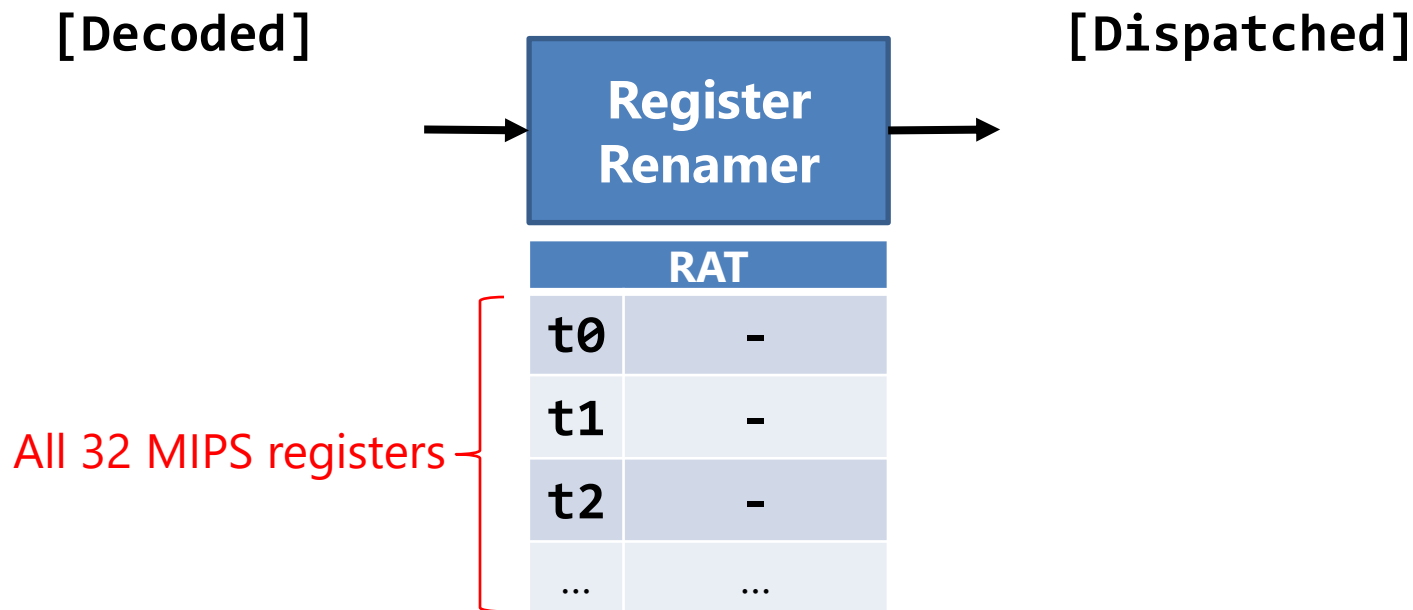 [Decoded]
[Dispatched]
Register
Renamer
RAT
t0 -
t1 -
t2 -
... ...
All 32 MIPS registers